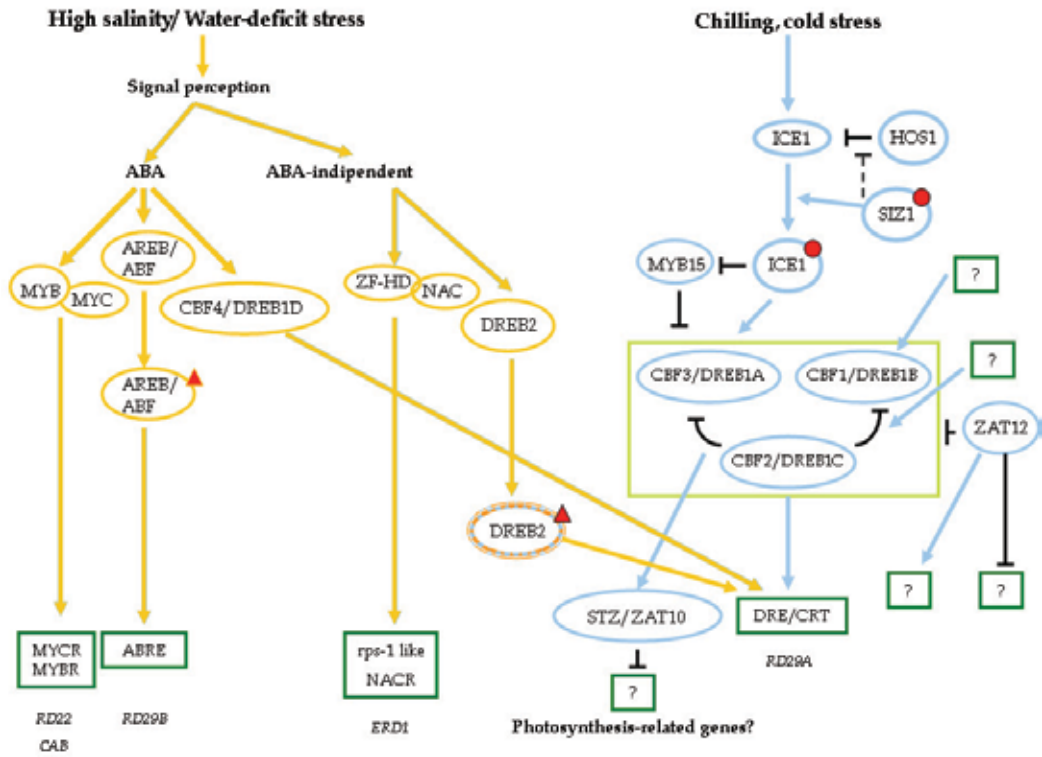 High salinity/ Water-deficit stress
Chilling, cold stress
Signal perception
ICE1
HOS1
ABA
ABA-indipendent
SIZ1
AREB/
ABF
MYB15
ICE1
MYB
MYC
ZF-HD
NAC
?
CBF4/DREB1D
DREB2
?
CBF3/DREB1A
CBF1/DREB1B
AREB/
ABF
ZAT12
CBF2/DREB1C
DREB2
?
?
STZ/ZAT10
DRE/CRT
MYCR
MYBR
ABRE
rps-1 like
NACR
RD29A
?
RD22
CAB
RD29B
ERD1
Photosynthesis-related genes?